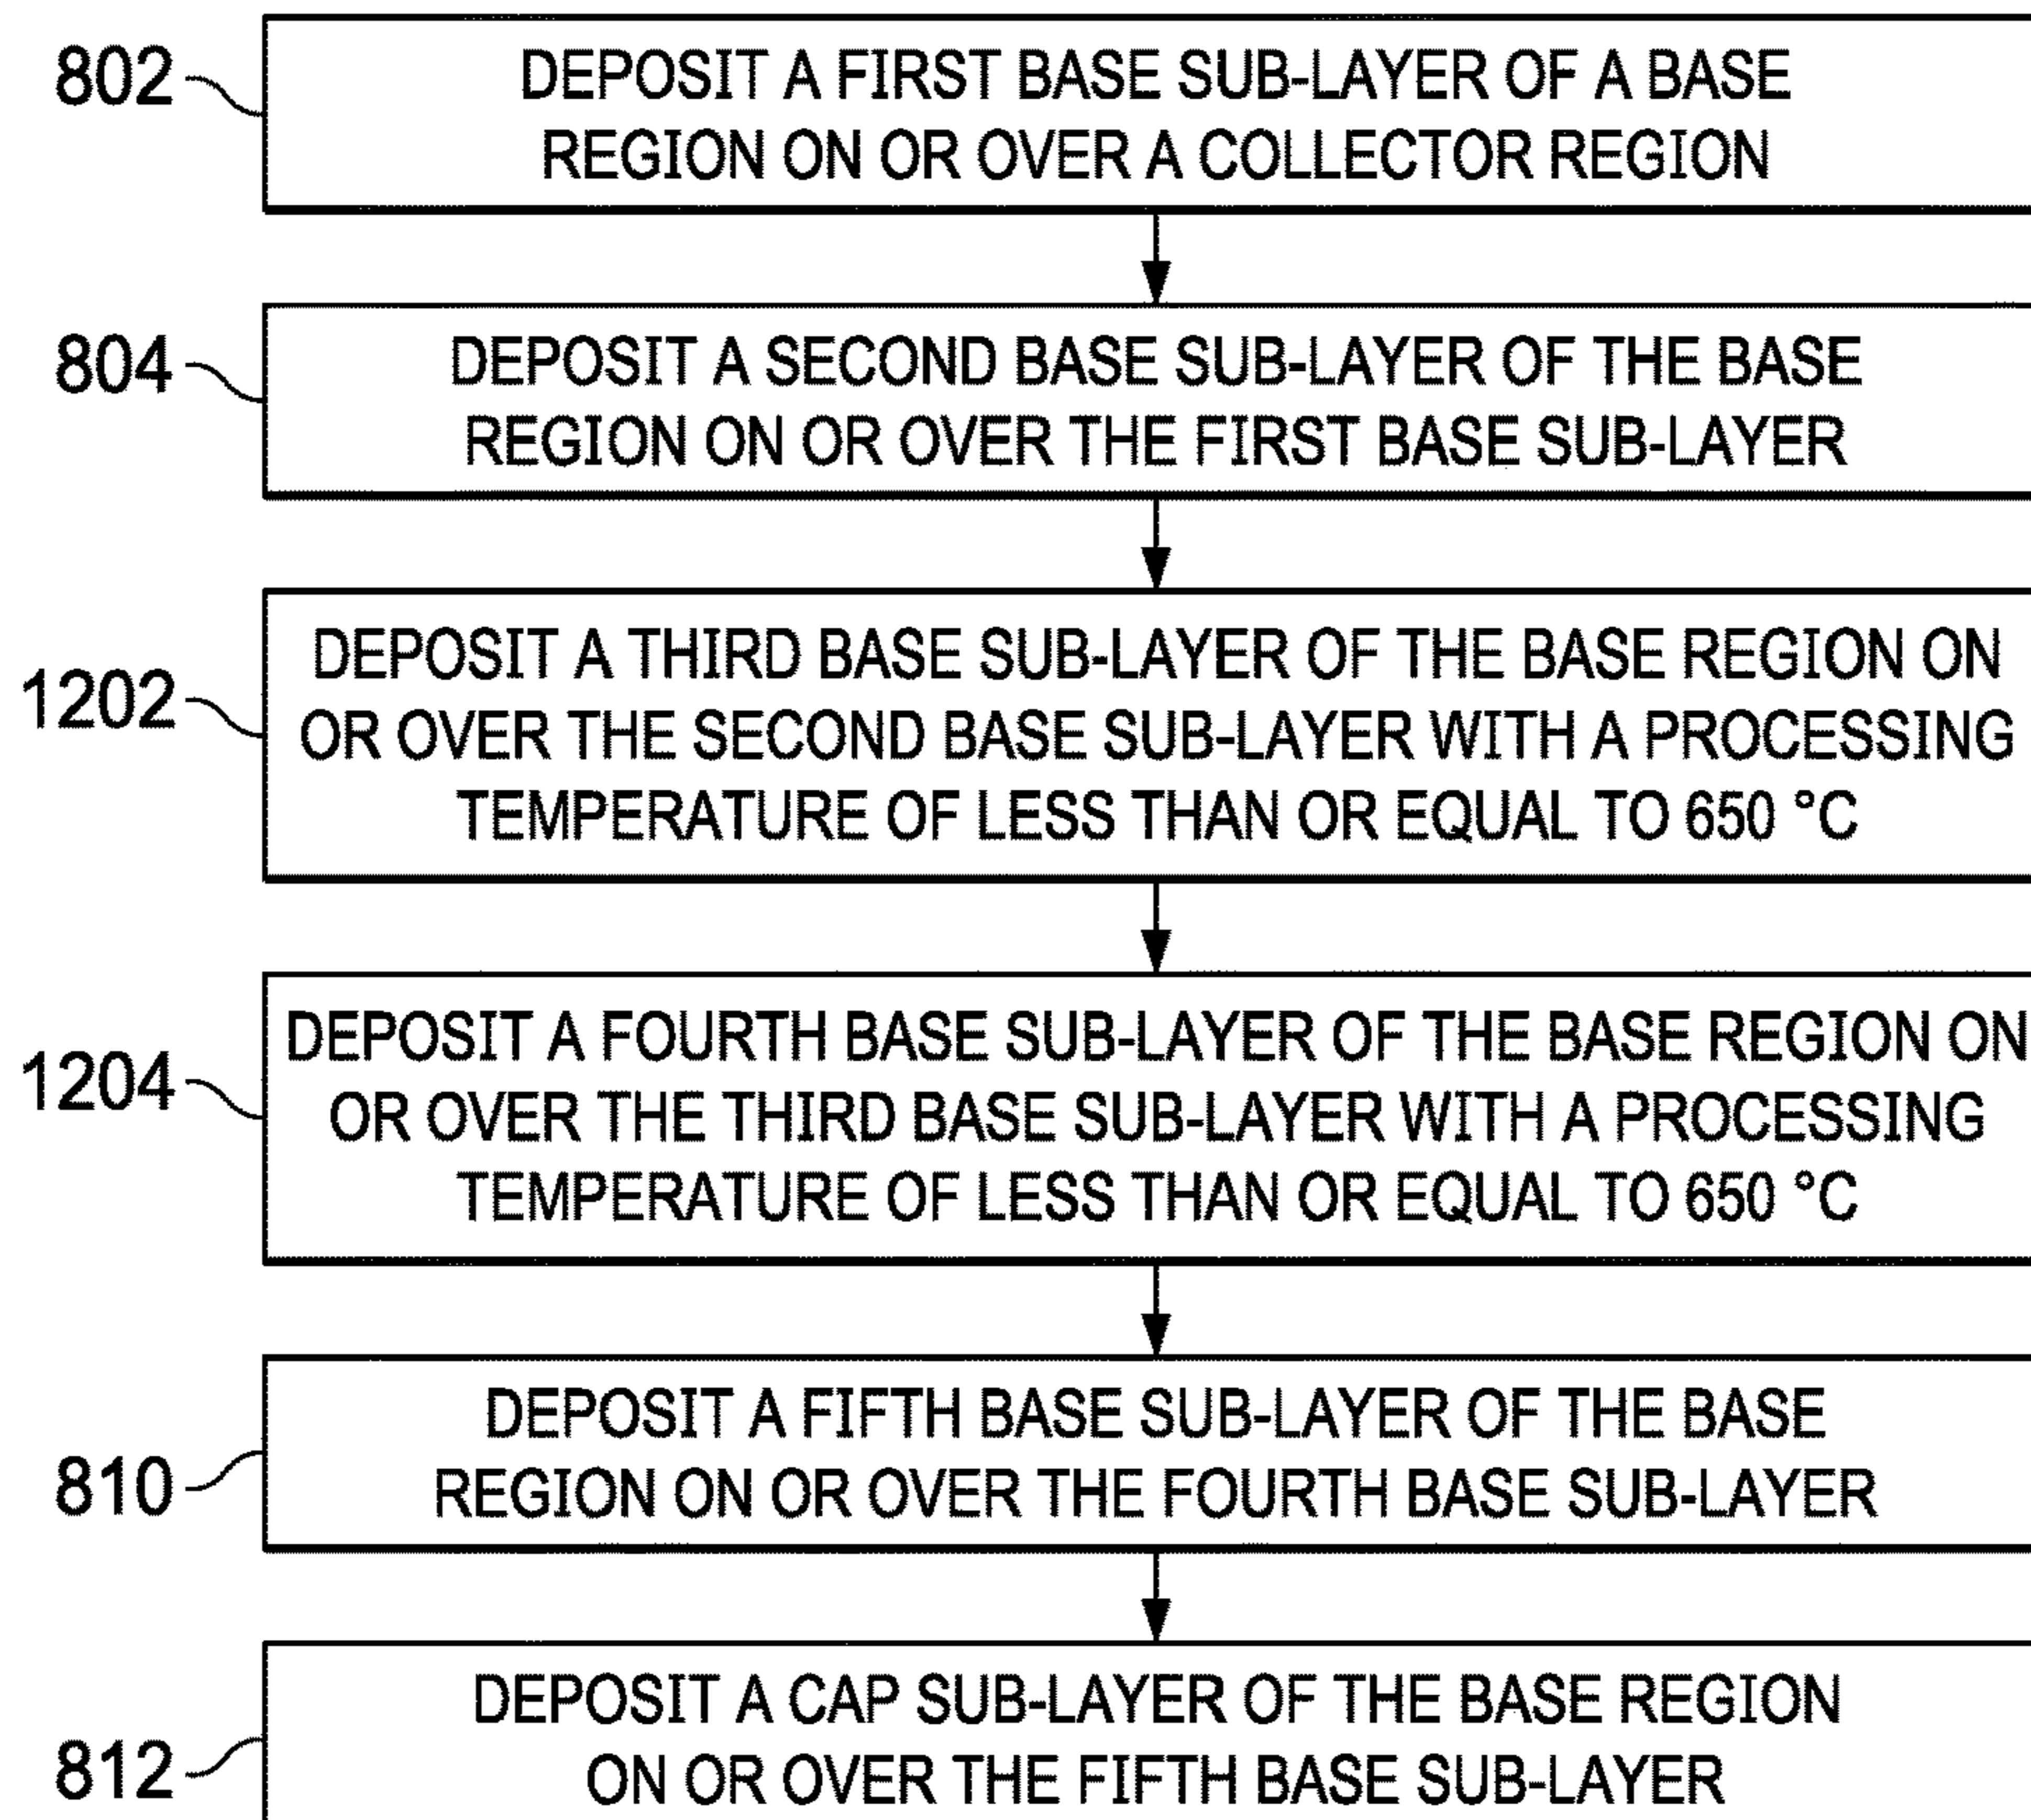 802
DEPOSIT A FIRST BASE SUB-LAYER OF A BASE
REGION ON OR OVER A COLLECTOR REGION
804
DEPOSIT A SECOND BASE SUB-LAYER OF THE BASE
REGION ON OR OVER THE FIRST BASE SUB-LAYER
1202
DEPOSIT A THIRD BASE SUB-LAYER OF THE BASE REGION ON
OR OVER THE SECOND BASE SUB-LAYER WITH A PROCESSING
TEMPERATURE OF LESS THAN OR EQUAL TO 650 °C
1204
DEPOSIT A FOURTH BASE SUB-LAYER OF THE BASE REGION ON
OR OVER THE THIRD BASE SUB-LAYER WITH A PROCESSING
TEMPERATURE OF LESS THAN OR EQUAL TO 650 °C
810
DEPOSIT A FIFTH BASE SUB-LAYER OF THE BASE
REGION ON OR OVER THE FOURTH BASE SUB-LAYER
812
DEPOSIT A CAP SUB-LAYER OF THE BASE REGION
ON OR OVER THE FIFTH BASE SUB-LAYER